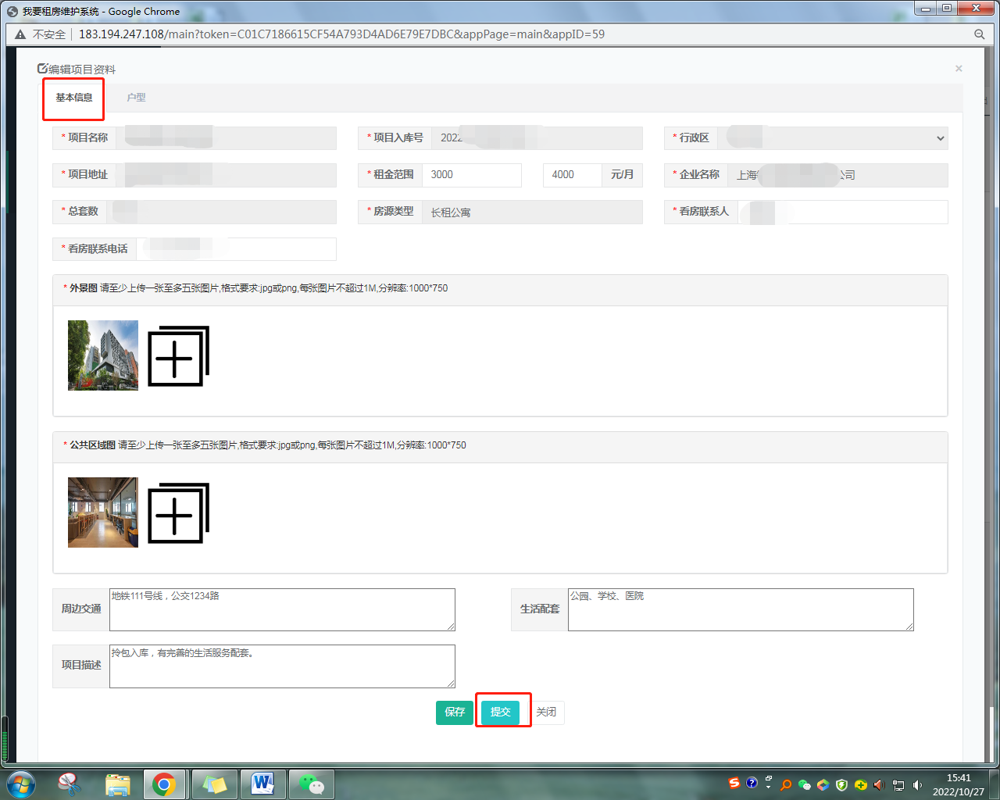 我要租房维护系统 - Google Chrome
不安全 183.194.247.108/main?token=C01C7186615CF54A793D4AD6E79E7DBC&appPage=main&appID=59
编辑项目资料 ×
基本信息 户型
* 项目名称 * 项目入库号 2022 * 行政区
* 项目地址 * 租金范围 3000 4000 元/月 * 企业名称 上海 公司
* 总套数 * 房源类型 长租公寓 * 看房联系人
* 看房联系电话
* 外景图 请至少上传一张至多五张图片,格式要求:jpg或png,每张图片不超过1M,分辨率:1000*750
* 公共区域图 请至少上传一张至多五张图片,格式要求:jpg或png,每张图片不超过1M,分辨率:1000*750
周边交通 地铁111号线，公交1234路 生活配套 公园、学校、医院
项目描述 拎包入库，有完善的生活服务配套。
保存 提交 关闭
15:41
2022/10/27